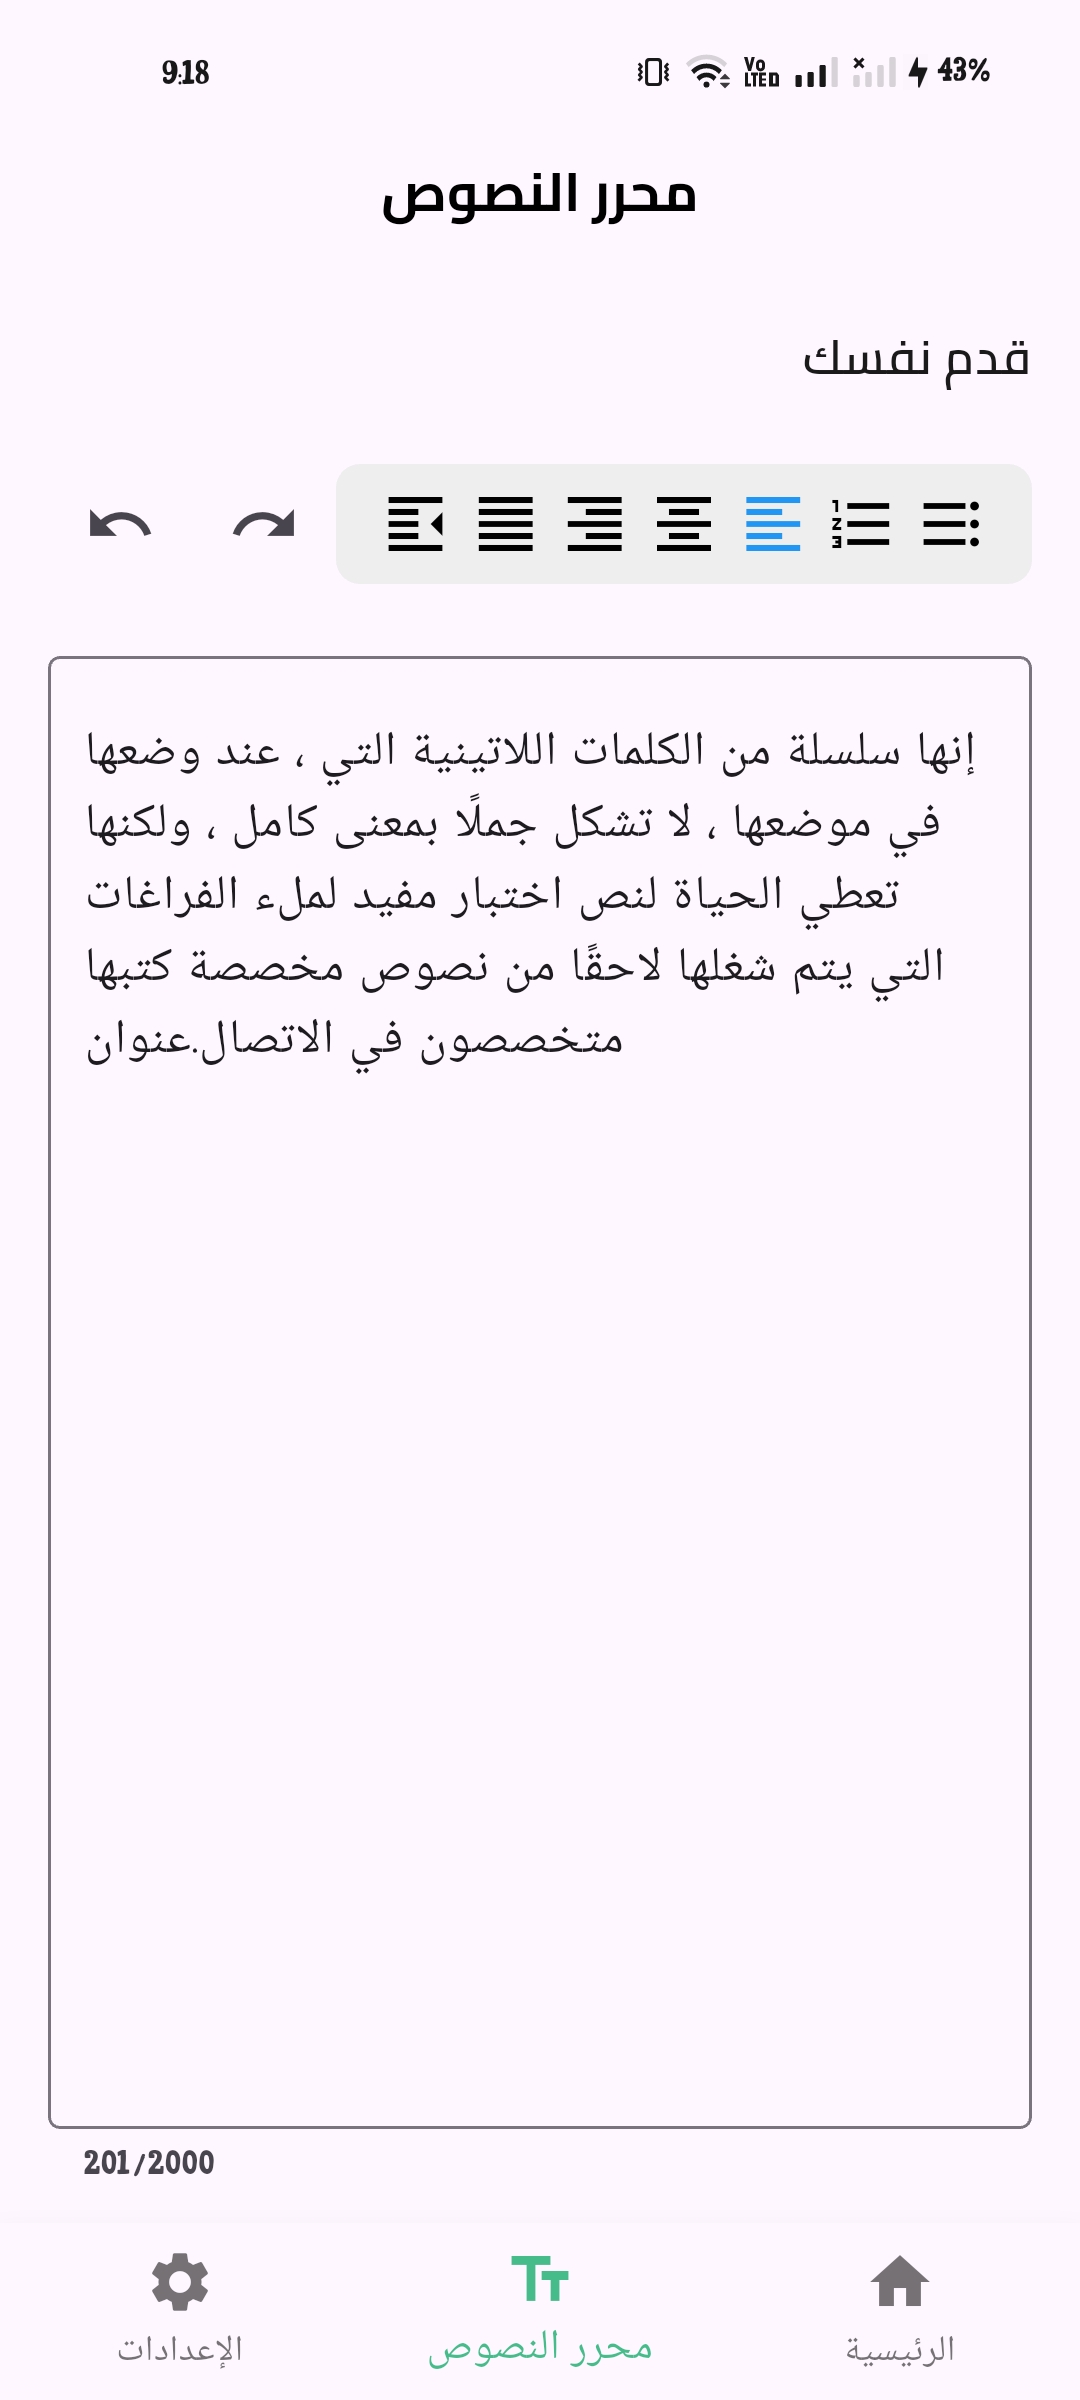 9:18
Vo LTE 43%
محرر النصوص
قدم نفسك
إنها سلسلة من الكلمات اللاتينية التي ، عند وضعها
في موضعها ، لا تشكل جملًا بمعنى كامل ، ولكنها
تعطي الحياة لنص اختبار مفيد لملء الفراغات
التي يتم شغلها لاحقًا من نصوص مخصصة كتبها
متخصصون في الاتصال.عنوان
201/2000
الرئيسية
محرر النصوص
الإعدادات